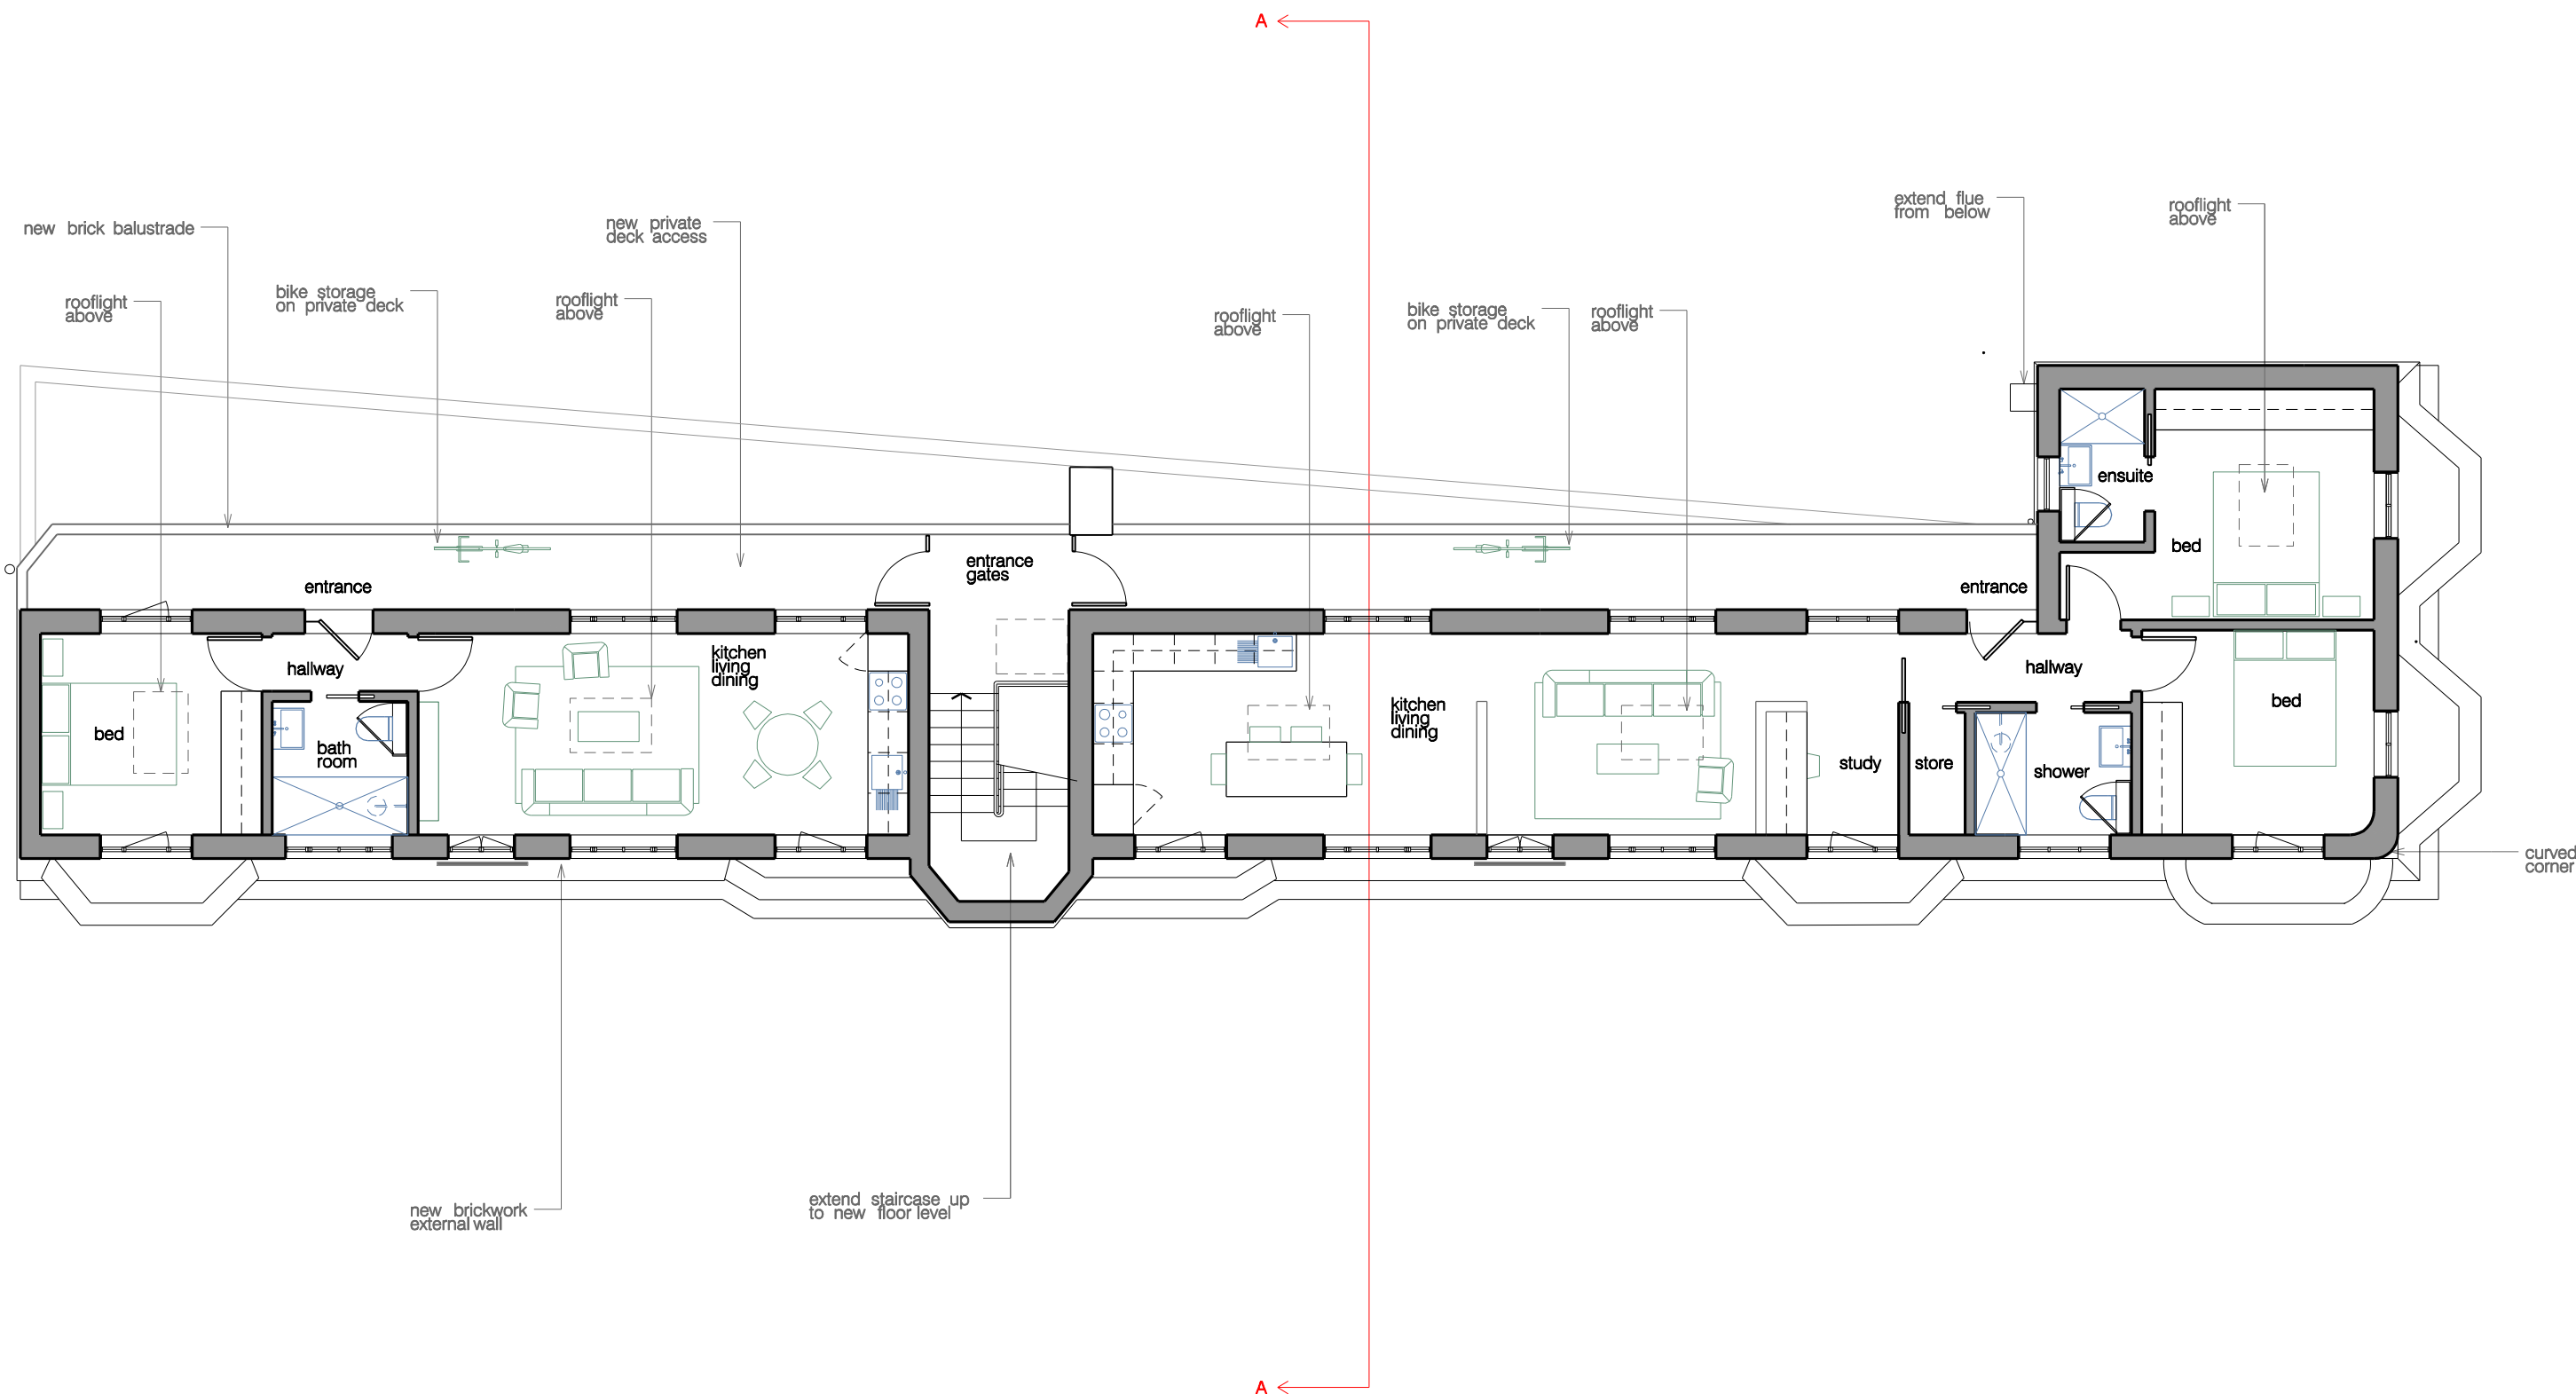 A
extend flue
from below
rooflight
above
new brick balustrade
new private
deck access
bike storage
on private deck
rooflight
above
rooflight
above
rooflight
above
bike storage
on private deck
rooflight
above
ensuite
bed
entrance
gates
entrance
entrance
hallway
kitchen
living
dining
hallway
bed
bath
room
kitchen
living
dining
study
store
shower
bed
curved
corner
new brickwork
external wall
extend staircase up
to new floor level
A